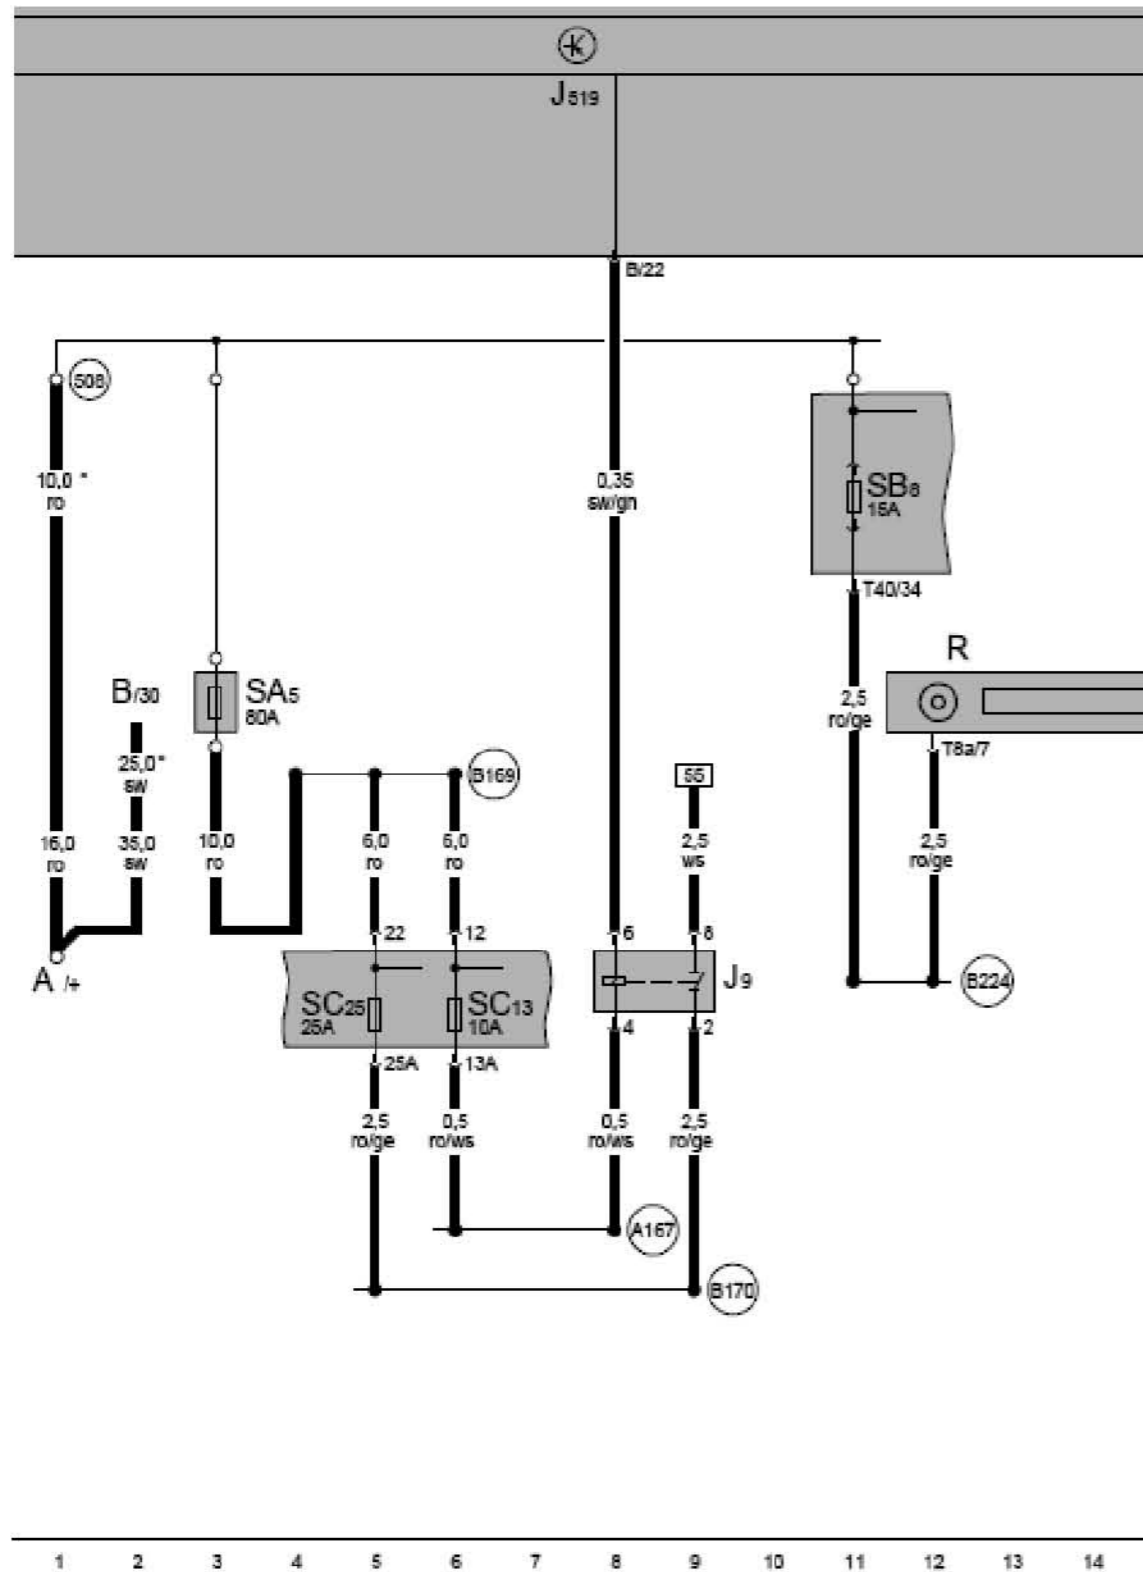 K
J519
B/22
508
10,0 *
ro
0,35
sw/gn
SB8
15A
T40/34
R
B/30
SA5
80A
2,5
ro/ge
T8a/7
25,0*
sw
B169
55
16,0
ro
35,0
sw
10,0
ro
6,0
ro
6,0
ro
2,5
ws
2,5
ro/ge
22
12
6
8
A /+
J9
B224
SC25
25A
SC13
10A
4
2
25A
13A
2,5
ro/ge
0,5
ro/ws
0,5
ro/ws
2,5
ro/ge
A167
B170
1 2 3 4 5 6 7 8 9 10 11 12 13 14